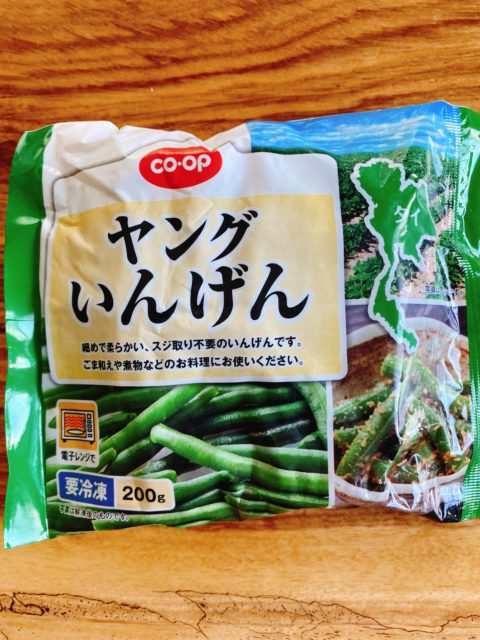 CO·OP
ヤング
いんげん
タイ
細めで柔らかい、スジ取り不要のいんげんです。
ごま和えや煮物などのお料理にお使いください。
電子レンジで
要冷凍
200g